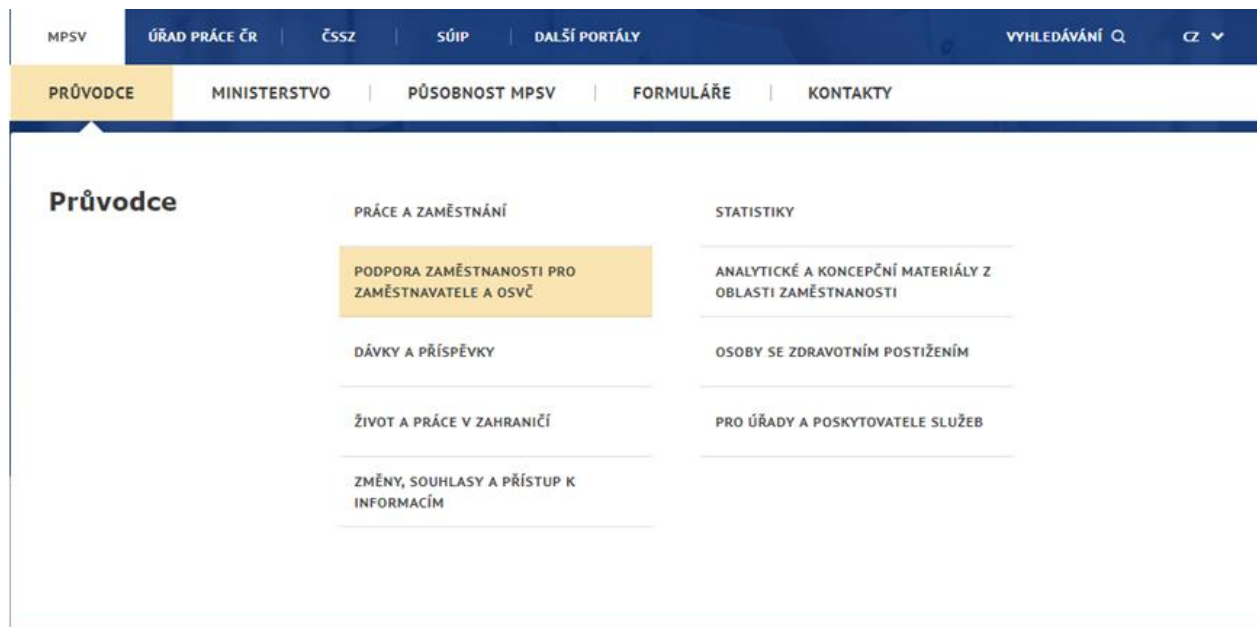 MPSV ÚŘAD PRÁCE ČR ČSSZ SÚIP DALŠÍ PORTÁLY VYHLEDÁVÁNÍ CZ
PRŮVODCE MINISTERSTVO PŮSOBNOST MPSV FORMULÁŘE KONTAKTY
Průvodce
PRÁCE A ZAMĚSTNÁNÍ
PODPORA ZAMĚSTNANOSTI PRO
ZAMĚSTNAVATELE A OSVČ
DÁVKY A PŘÍSPĚVKY
ŽIVOT A PRÁCE V ZAHRANIČÍ
ZMĚNY, SOUHLASY A PŘÍSTUP K
INFORMACÍM
STATISTIKY
ANALYTICKÉ A KONCEPČNÍ MATERIÁLY Z
OBLASTI ZAMĚSTNANOSTI
OSOBY SE ZDRAVOTNÍM POSTIŽENÍM
PRO ÚŘADY A POSKYTOVATELE SLUŽEB